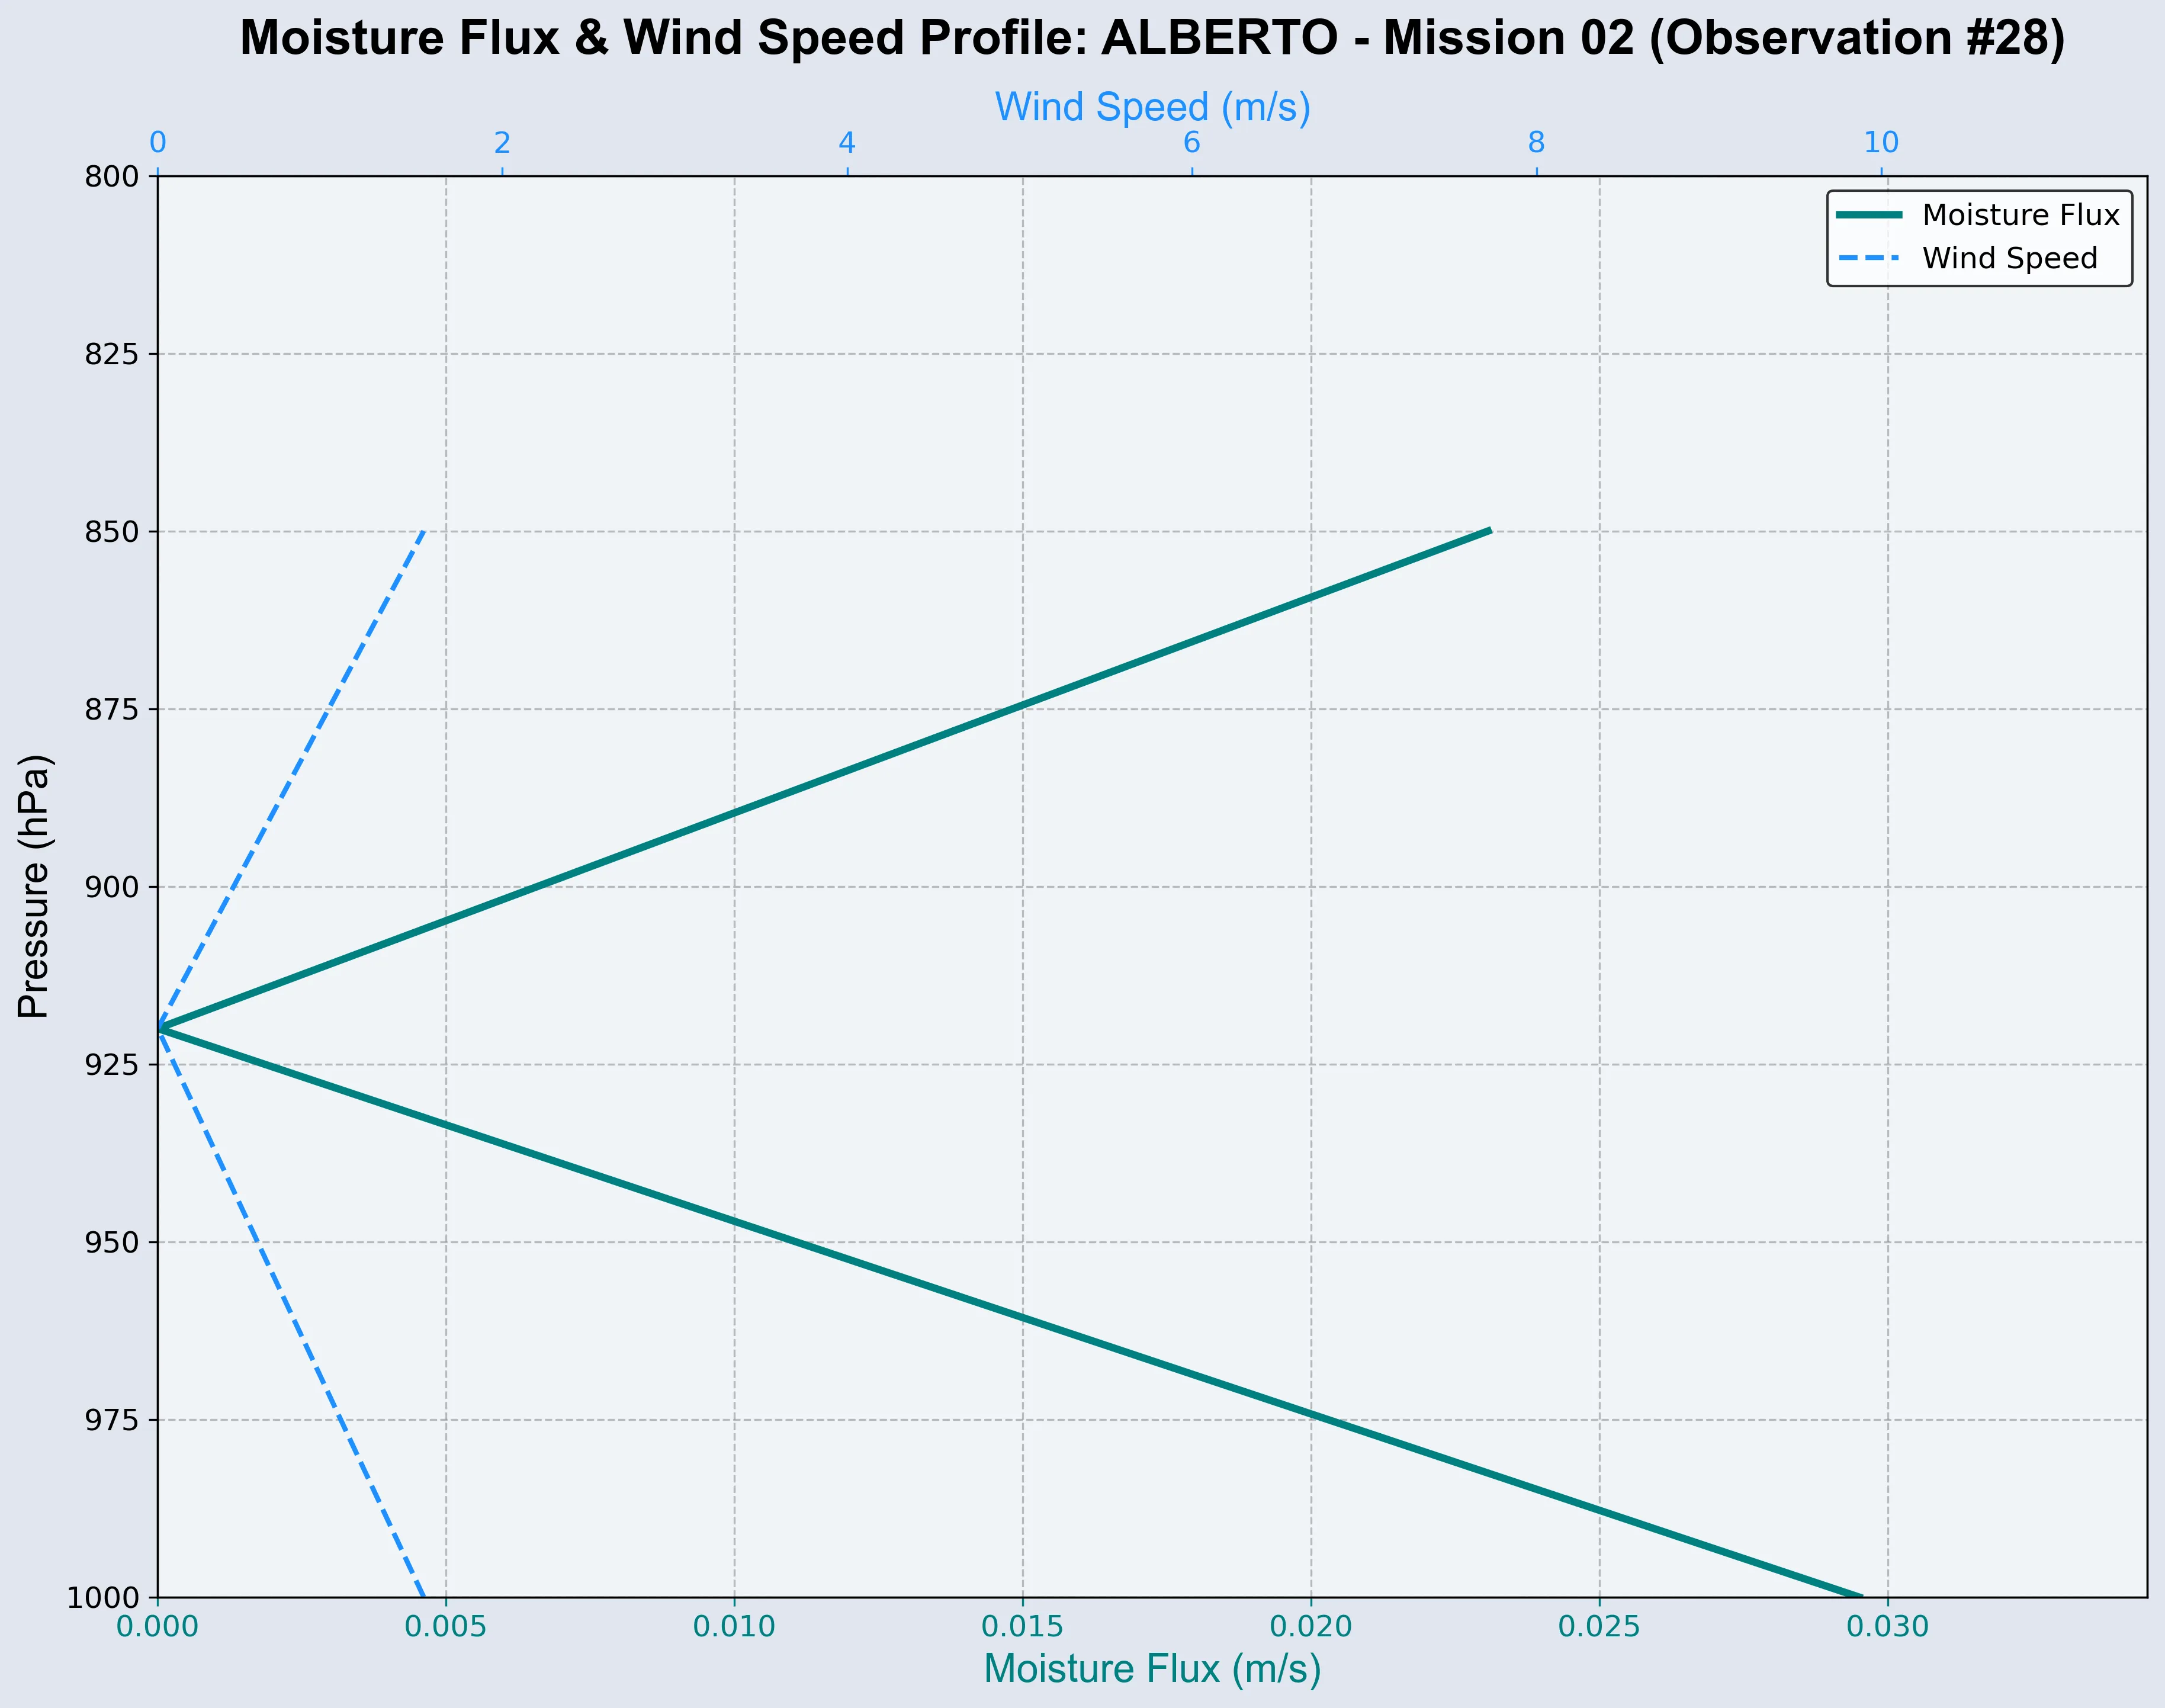 Moisture Flux & Wind Speed Profile: ALBERTO - Mission 02 (Observation #28)
Wind Speed (m/s)
0 2 4 6 8 10
Moisture Flux
Wind Speed
Pressure (hPa)
800
825
850
875
900
925
950
975
1000
0.000 0.005 0.010 0.015 0.020 0.025 0.030
Moisture Flux (m/s)